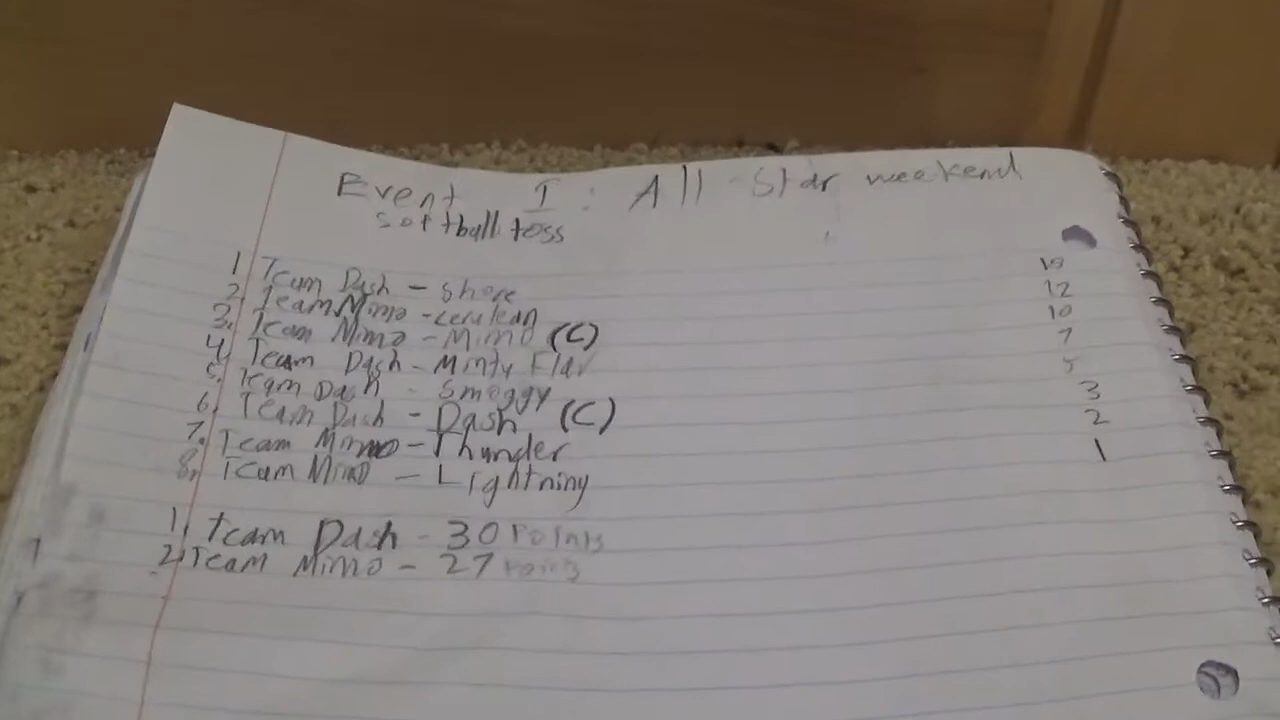 Event I: All-Star weekend
softball toss
1 Team Dash - Shore
2. Team Mimo - Cerulean 12
3. Team Mimo - Mimo (C) 10
4. Team Dash - Minty Flav 7
5. Team Dash - Smoggy 5
6. Team Dash - Dash (C) 3
7. Team Mimo - Thunder 2
8. Team Mimo - Lightning 1
1. Team Dash - 30 Points
2. Team Mimo - 27 Points